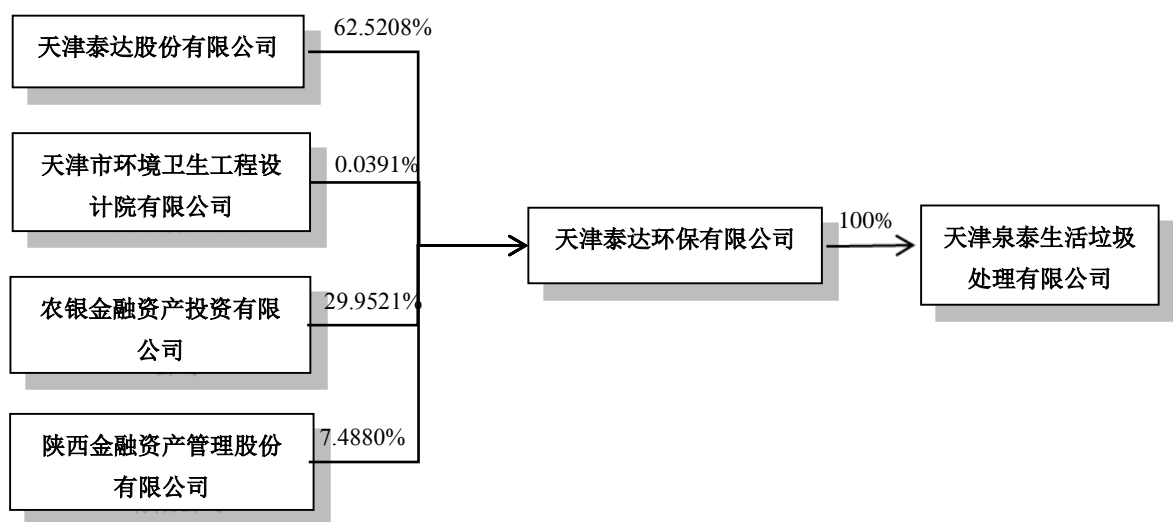 天津泰达股份有限公司
62.5208%
天津市环境卫生工程设
计院有限公司
0.0391%
农银金融资产投资有限
公司
29.9521%
陕西金融资产管理股份
有限公司
7.4880%
天津泰达环保有限公司
100%
天津泉泰生活垃圾
处理有限公司